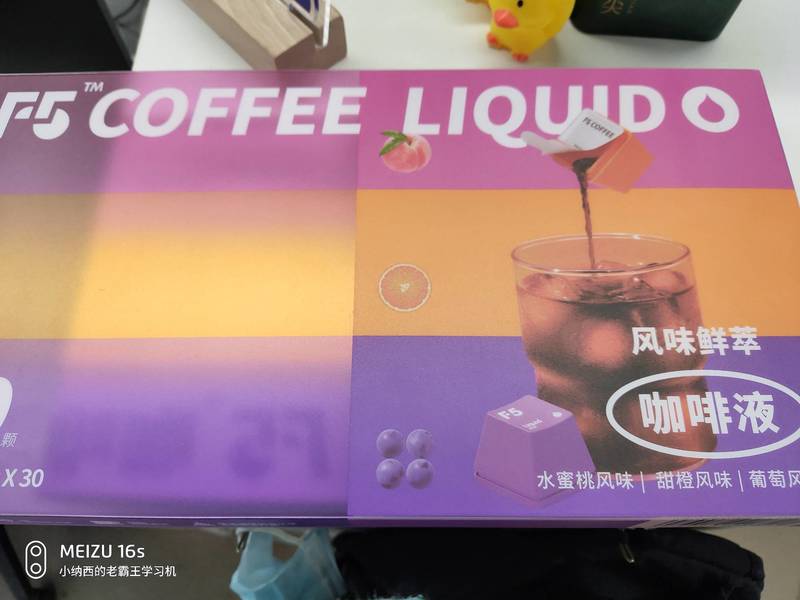 F5™ COFFEE LIQUID
F5 COFFEE
风味鲜萃
咖啡液
F5
颗
X 30
水蜜桃风味 | 甜橙风味 | 葡萄风
MEIZU 16s
小纳西的老霸王学习机